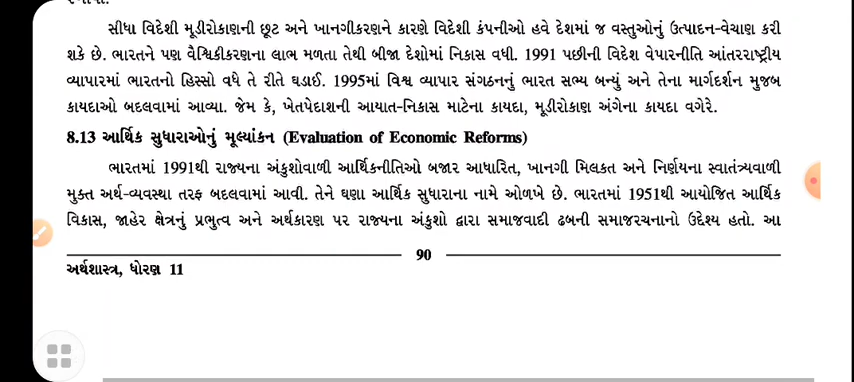 સીધા વિદેશી મૂડીરોકાણની છૂટ અને ખાનગીકરણને કારણે વિદેશી કંપનીઓ હવે દેશમાં જ વસ્તુઓનું ઉત્પાદન-વેચાણ કરી
શકે છે. ભારતને પણ વૈશ્વિકીકરણના લાભ મળતા તેથી બીજા દેશોમાં નિકાસ વધી. 1991 પછીની વિદેશ વેપારનીતિ આંતરરાષ્ટ્રીય
વ્યાપારમાં ભારતનો હિસ્સો વધે તે રીતે ઘડાઈ. 1995માં વિશ્વ વ્યાપાર સંગઠનનું ભારત સભ્ય બન્યું અને તેના માર્ગદર્શન મુજબ
કાયદાઓ બદલવામાં આવ્યા. જેમ કે, ખેતપેદાશની આયાત-નિકાસ માટેના કાયદા, મૂડીરોકાણ અંગેના કાયદા વગેરે.
8.13 આર્થિક સુધારાઓનું મૂલ્યાંકન (Evaluation of Economic Reforms)
ભારતમાં 1991થી રાજ્યના અંકુશોવાળી આર્થિકનીતિઓ બજાર આધારિત, ખાનગી મિલકત અને નિર્ણયના સ્વાતંત્ર્યવાળી
મુક્ત અર્થ-વ્યવસ્થા તરફ બદલવામાં આવી. તેને ઘણા આર્થિક સુધારાના નામે ઓળખે છે. ભારતમાં 1951થી આયોજિત આર્થિક
વિકાસ, જાહેર ક્ષેત્રનું પ્રભુત્વ અને અર્થકારણ પર રાજ્યના અંકુશો દ્વારા સમાજવાદી ઢબની સમાજરચનાનો ઉદ્દેશ્ય હતો. આ
90
અર્થશાસ્ત્ર, ધોરણ 11